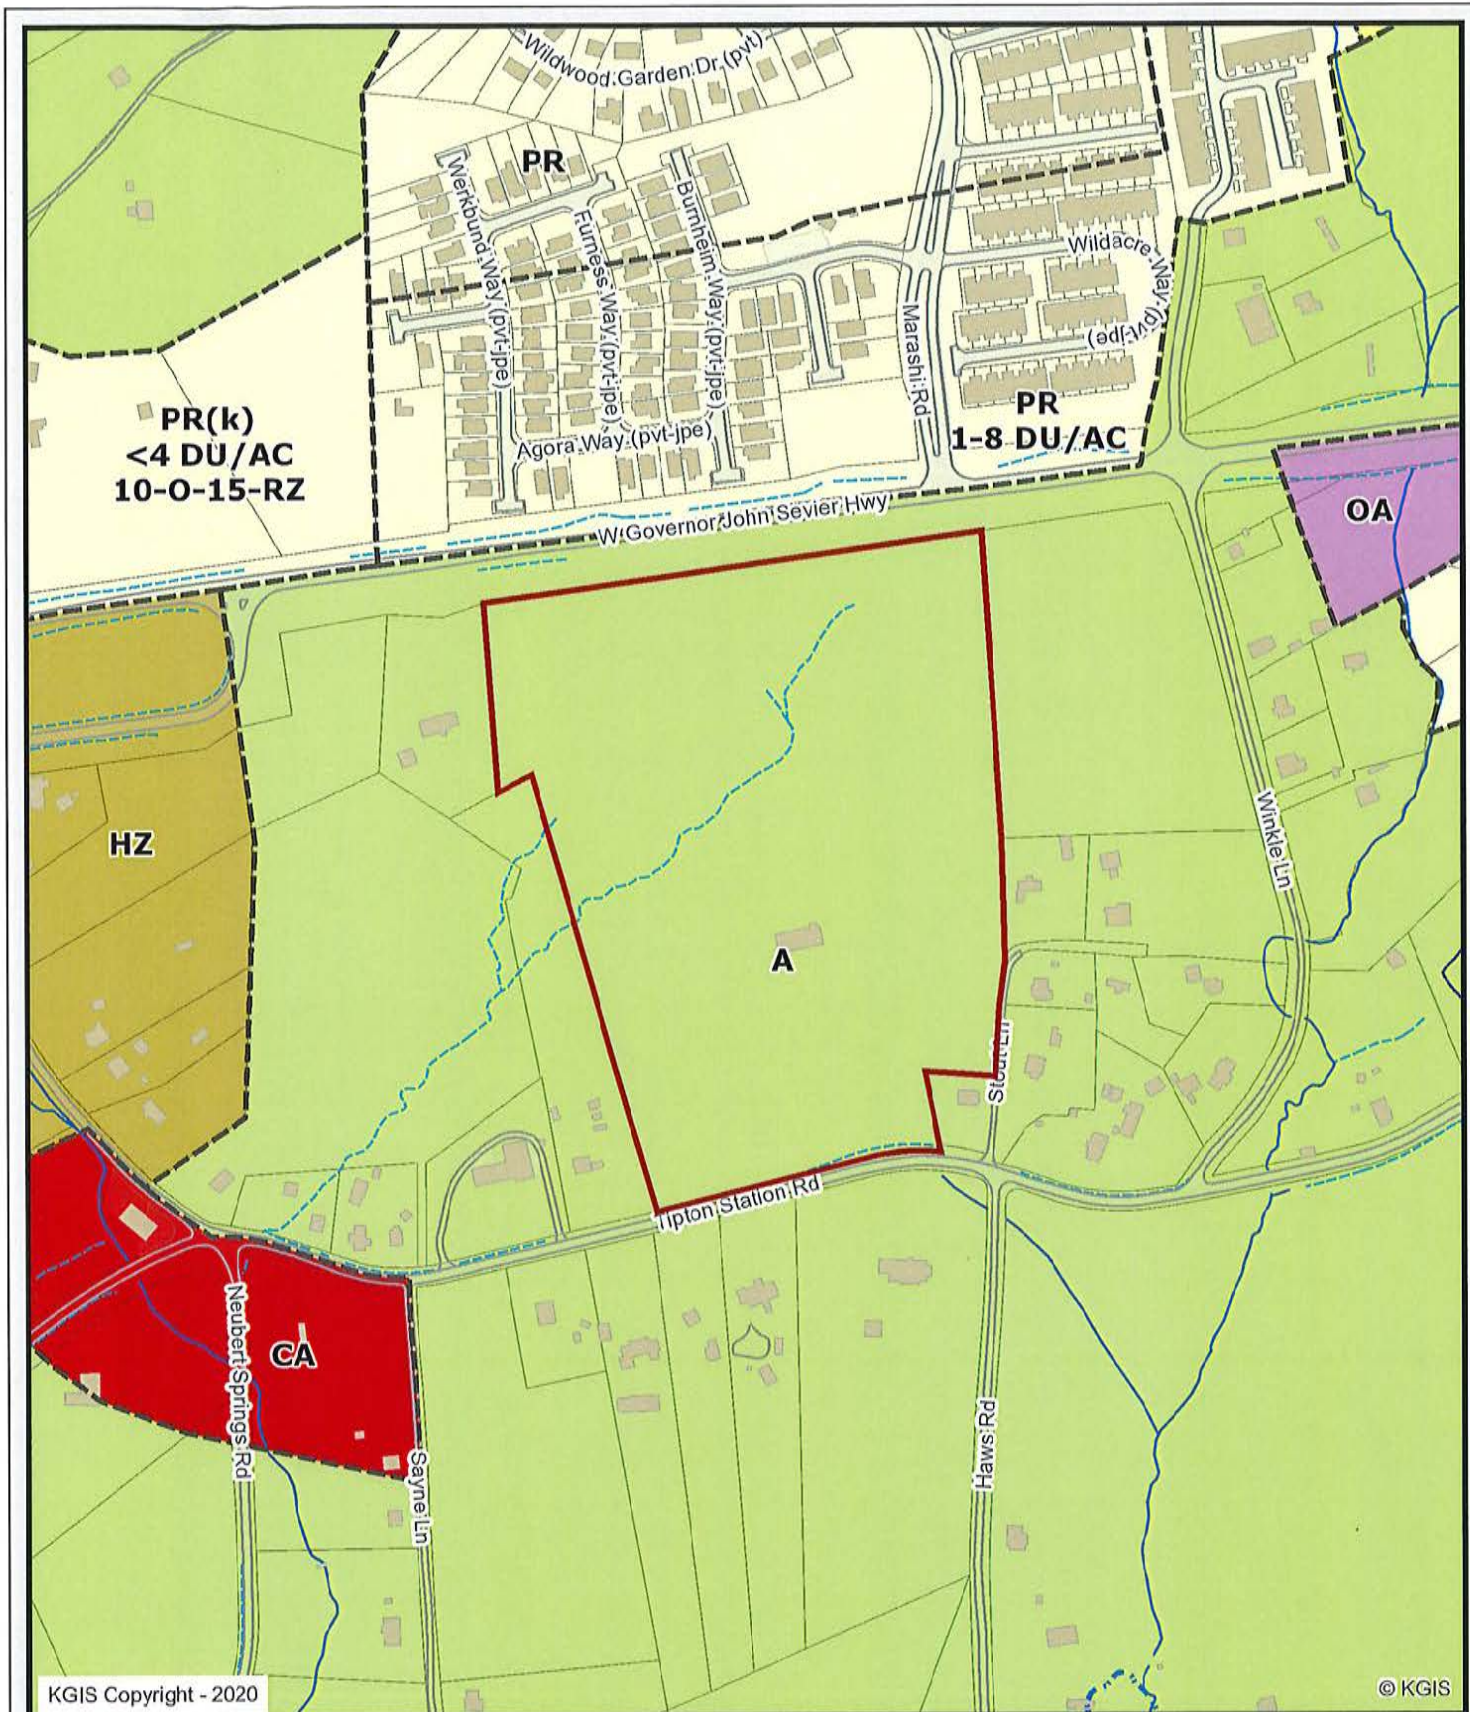 Wildwood Garden Dr (pvt)
PR
Werkbund Way (pvt-jpe)
Furness Way (pvt-jpe)
Burnheim Way (pvt-jpe)
Wildacre Way (pvt-jpe)
Marashi Rd
PR(k)
<4 DU/AC
10-O-15-RZ
PR
1-8 DU/AC
Agora Way (pvt-jpe)
W Governor John Sevier Hwy
OA
HZ
Winkle Ln
A
Stout Ln
Tipton Station Rd
Neubert Springs Rd
CA
Sayne Ln
Haws Rd
KGIS Copyright - 2020
© KGIS